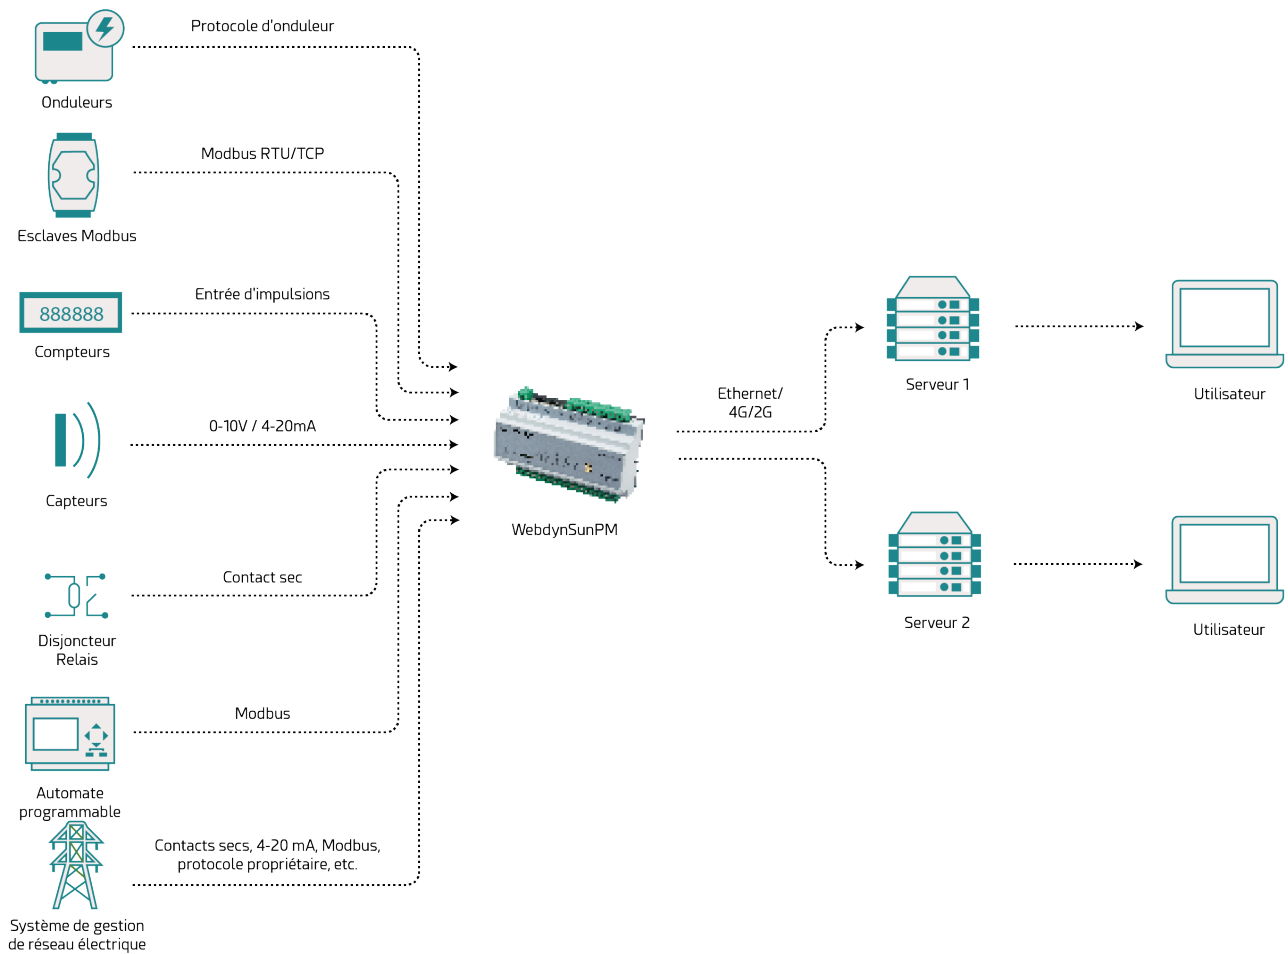 Protocole d'onduleur
Onduleurs
Modbus RTU/TCP
Esclaves Modbus
Entrée d'impulsions
888888
Compteurs
0-10V / 4-20mA
Capteurs
Contact sec
Disjoncteur
Relais
Modbus
Automate
programmable
Contacts secs, 4-20 mA, Modbus,
protocole propriétaire, etc.
Système de gestion
de réseau électrique
WebdynSunPM
Ethernet/
4G/2G
Serveur 1
Utilisateur
Serveur 2
Utilisateur